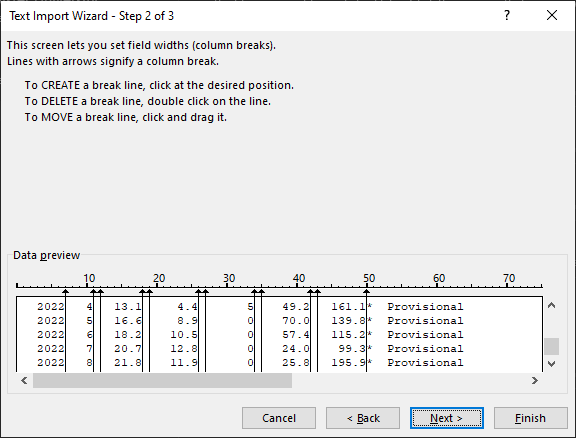 Text Import Wizard - Step 2 of 3 ? ×
This screen lets you set field widths (column breaks).
Lines with arrows signify a column break.
To CREATE a break line, click at the desired position.
To DELETE a break line, double click on the line.
To MOVE a break line, click and drag it.
Data preview
10 20 30 40 50 60 70
2022 4 13.1 4.4 5 49.2 161.1* Provisional
2022 5 16.6 8.9 0 70.0 139.8* Provisional
2022 6 18.2 10.5 0 57.4 115.2* Provisional
2022 7 20.7 12.8 0 24.0 99.3* Provisional
2022 8 21.8 11.9 0 25.8 195.9* Provisional
Cancel < Back Next > Finish